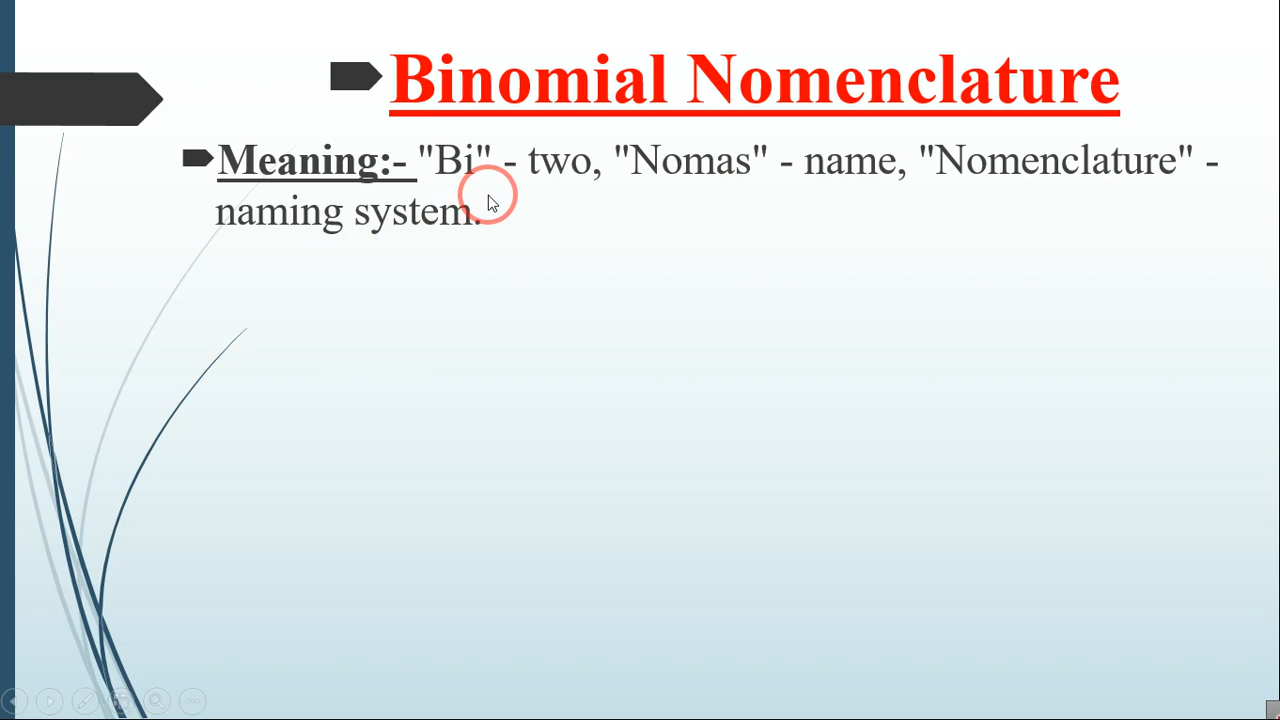 Binomial Nomenclature
Meaning:- "Bi" - two, "Nomas" - name, "Nomenclature" -
naming system.